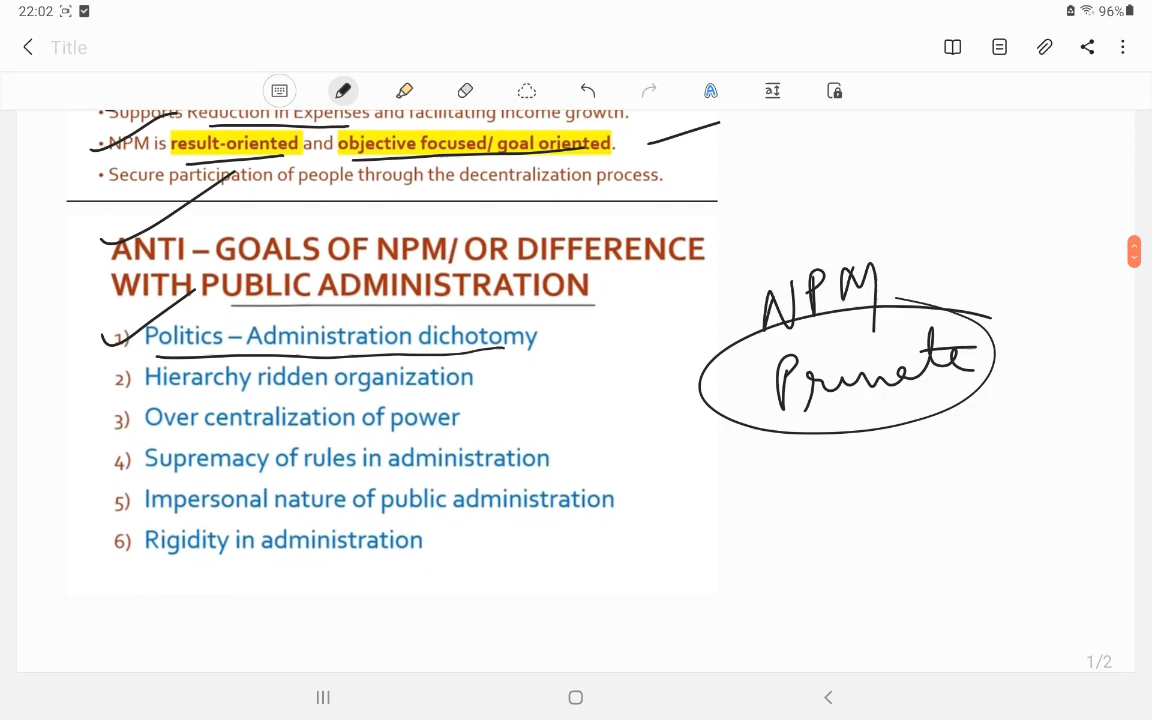 22:02 96%
Title
• Supports Reduction in Expenses and facilitating income growth.
• NPM is result-oriented and objective focused/ goal oriented.
• Secure participation of people through the decentralization process.
ANTI – GOALS OF NPM/ OR DIFFERENCE
WITH PUBLIC ADMINISTRATION
1) Politics – Administration dichotomy
2) Hierarchy ridden organization
3) Over centralization of power
4) Supremacy of rules in administration
5) Impersonal nature of public administration
6) Rigidity in administration
NPM
1/2